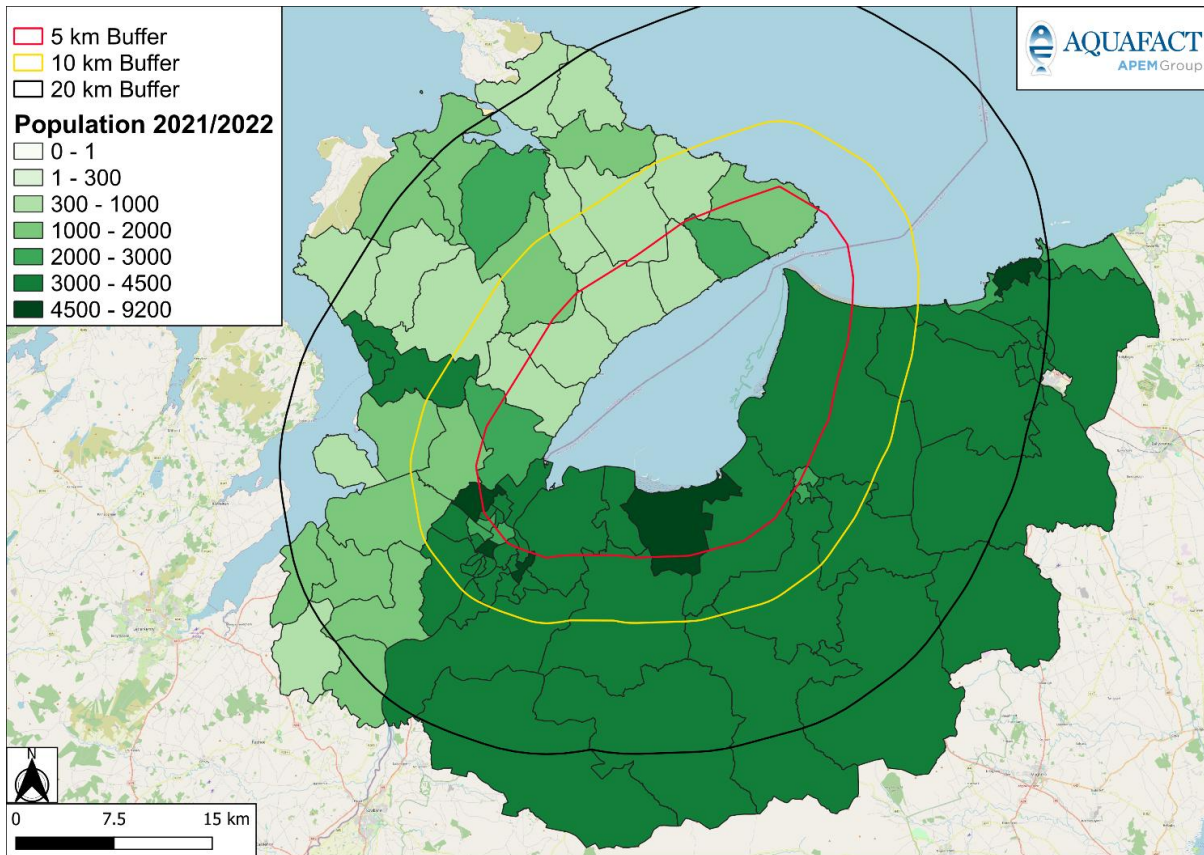 5 km Buffer
10 km Buffer
20 km Buffer
Population 2021/2022
0 - 1
1 - 300
300 - 1000
1000 - 2000
2000 - 3000
3000 - 4500
4500 - 9200
AQUAFACT
APEM Group
N
0 7.5 15 km